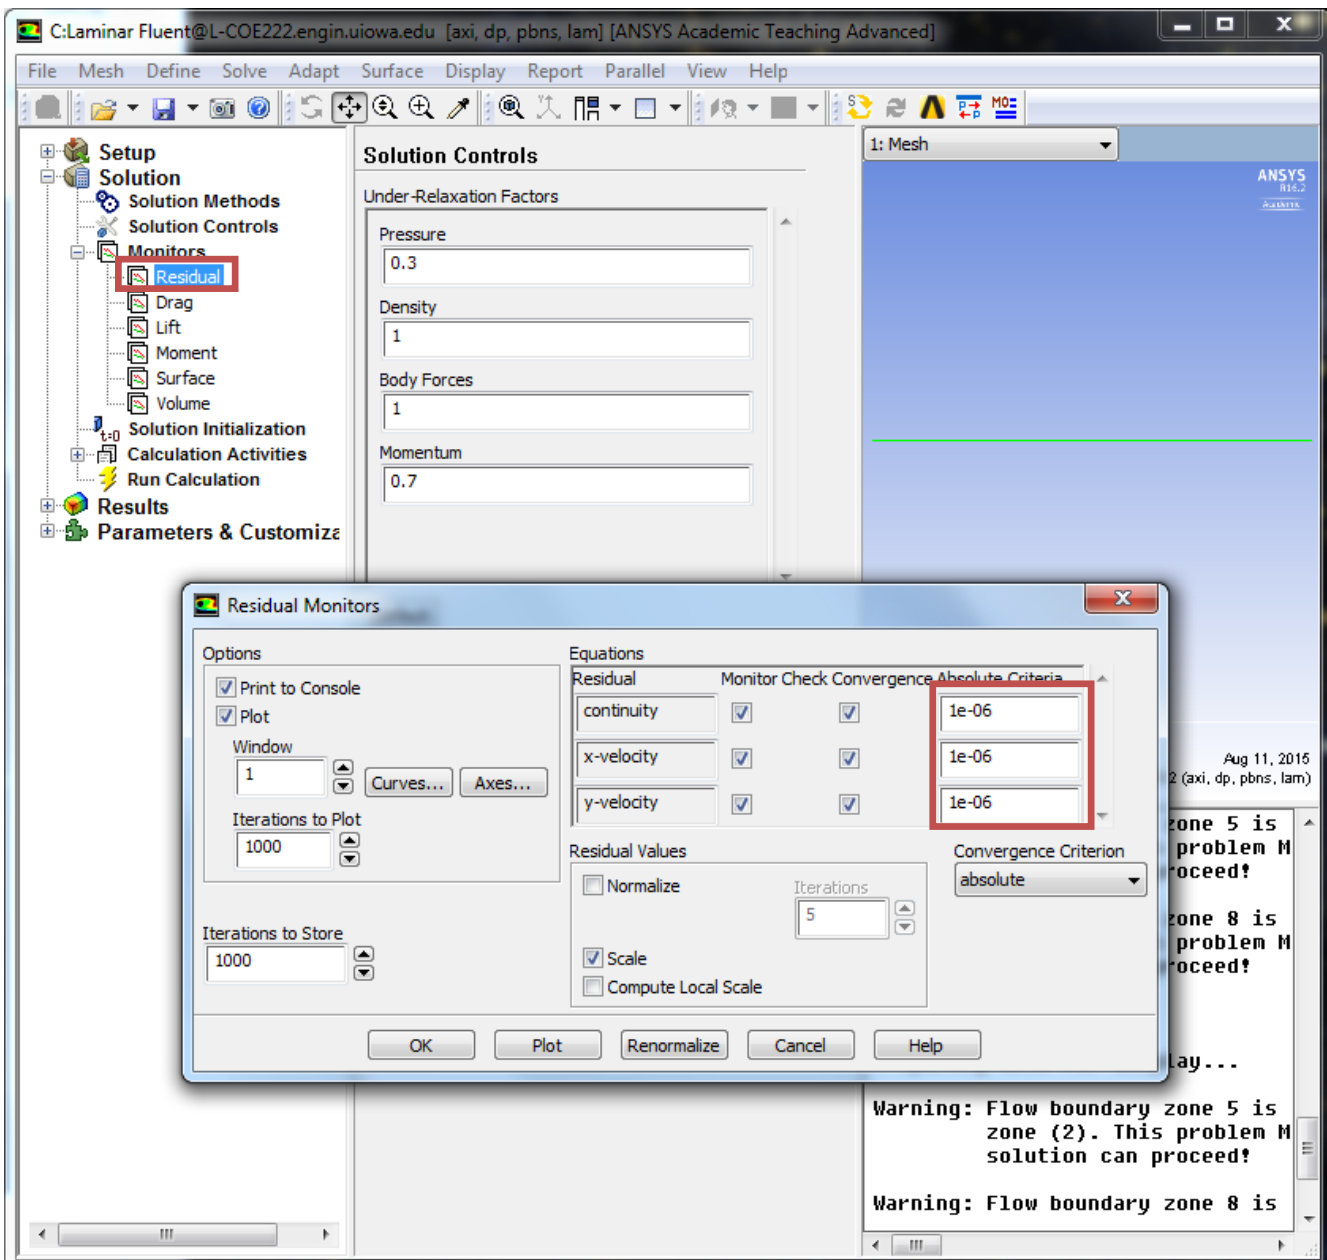 C:Laminar Fluent@L-COE222.engin.uiowa.edu [axi, dp, pbns, lam] [ANSYS Academic Teaching Advanced]
File Mesh Define Solve Adapt Surface Display Report Parallel View Help
Setup
Solution
Solution Methods
Solution Controls
Monitors
Residual
Drag
Lift
Moment
Surface
Volume
t=0 Solution Initialization
Calculation Activities
Run Calculation
Results
Parameters & Customiza
Solution Controls
Under-Relaxation Factors
Pressure
0.3
Density
1
Body Forces
1
Momentum
0.7
1: Mesh
ANSYS
R16.2
Academic
Aug 11, 2015
2 (axi, dp, pbns, lam)
Residual Monitors
Options
Print to Console
Plot
Window
1
Curves... Axes...
Iterations to Plot
1000
Iterations to Store
1000
Equations
Residual Monitor Check Convergence Absolute Criteria
continuity 1e-06
x-velocity 1e-06
y-velocity 1e-06
Residual Values
Normalize
Iterations
5
Scale
Compute Local Scale
Convergence Criterion
absolute
OK Plot Renormalize Cancel Help
zone 5 is
problem M
roceed!
zone 8 is
problem M
roceed!
lay...
Warning: Flow boundary zone 5 is
zone (2). This problem M
solution can proceed!
Warning: Flow boundary zone 8 is